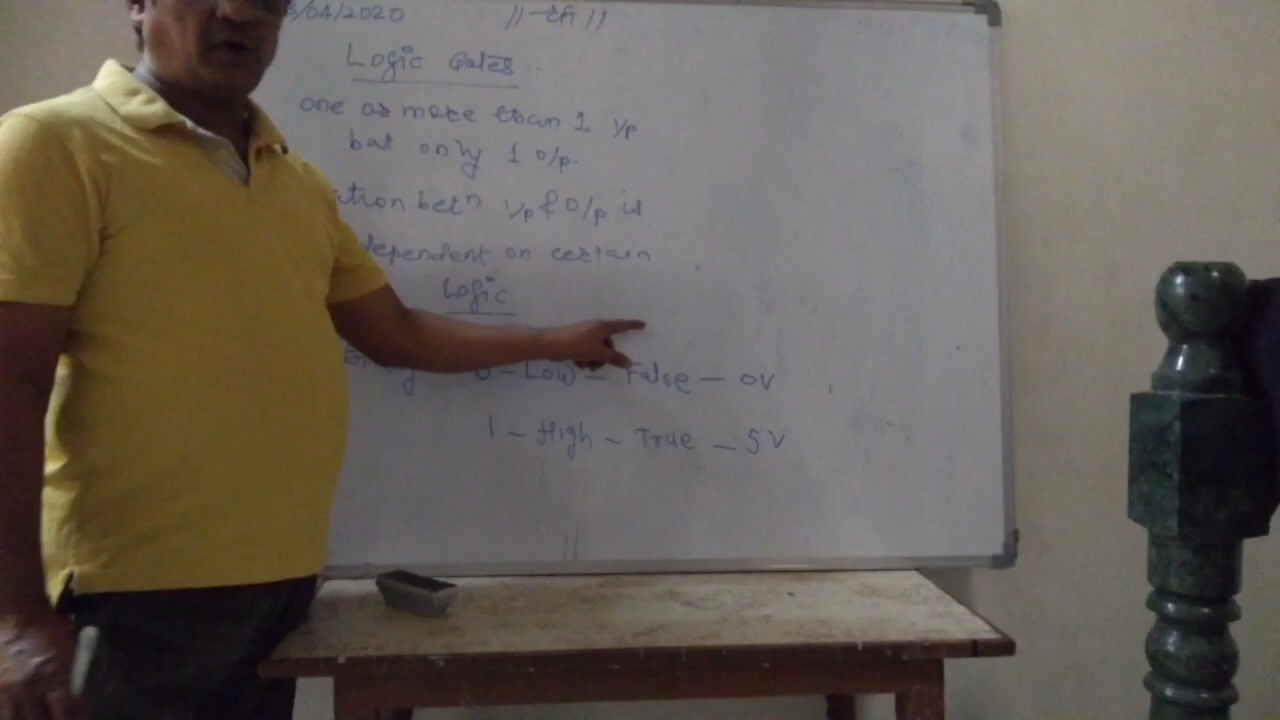 3/04/2020
Logic Gates
one or more than 1 i/p
but only 1 o/p.
betn i/p & o/p is
dependent on certain
Logic
0 - Low - False - 0V
1 - High - True - 5V